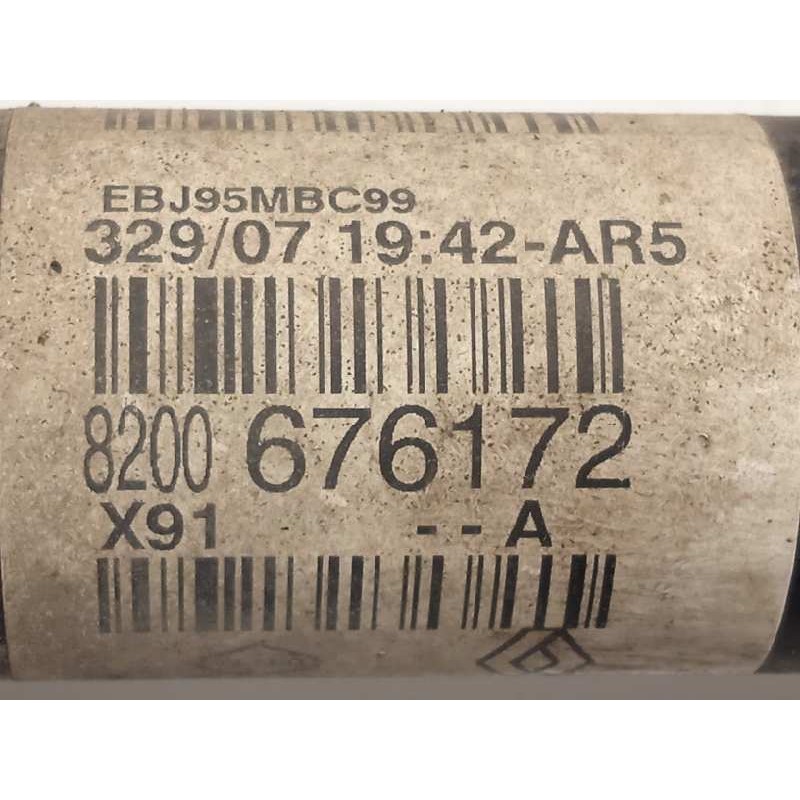 EBJ95MBC99
329/07 19:42-AR5
8200 676172
X91 --A